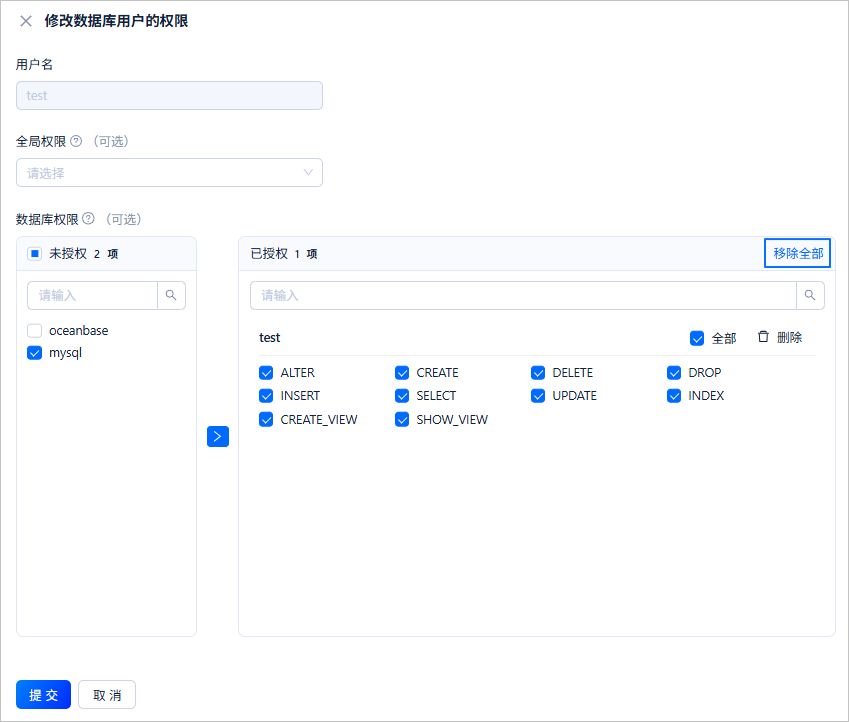 修改数据库用户的权限
用户名
test
全局权限 (可选)
请选择
数据库权限 (可选)
未授权 2 项
已授权 1 项
移除全部
请输入
请输入
oceanbase
mysql
test
全部
删除
ALTER CREATE DELETE DROP
INSERT SELECT UPDATE INDEX
CREATE_VIEW SHOW_VIEW
提交 取消